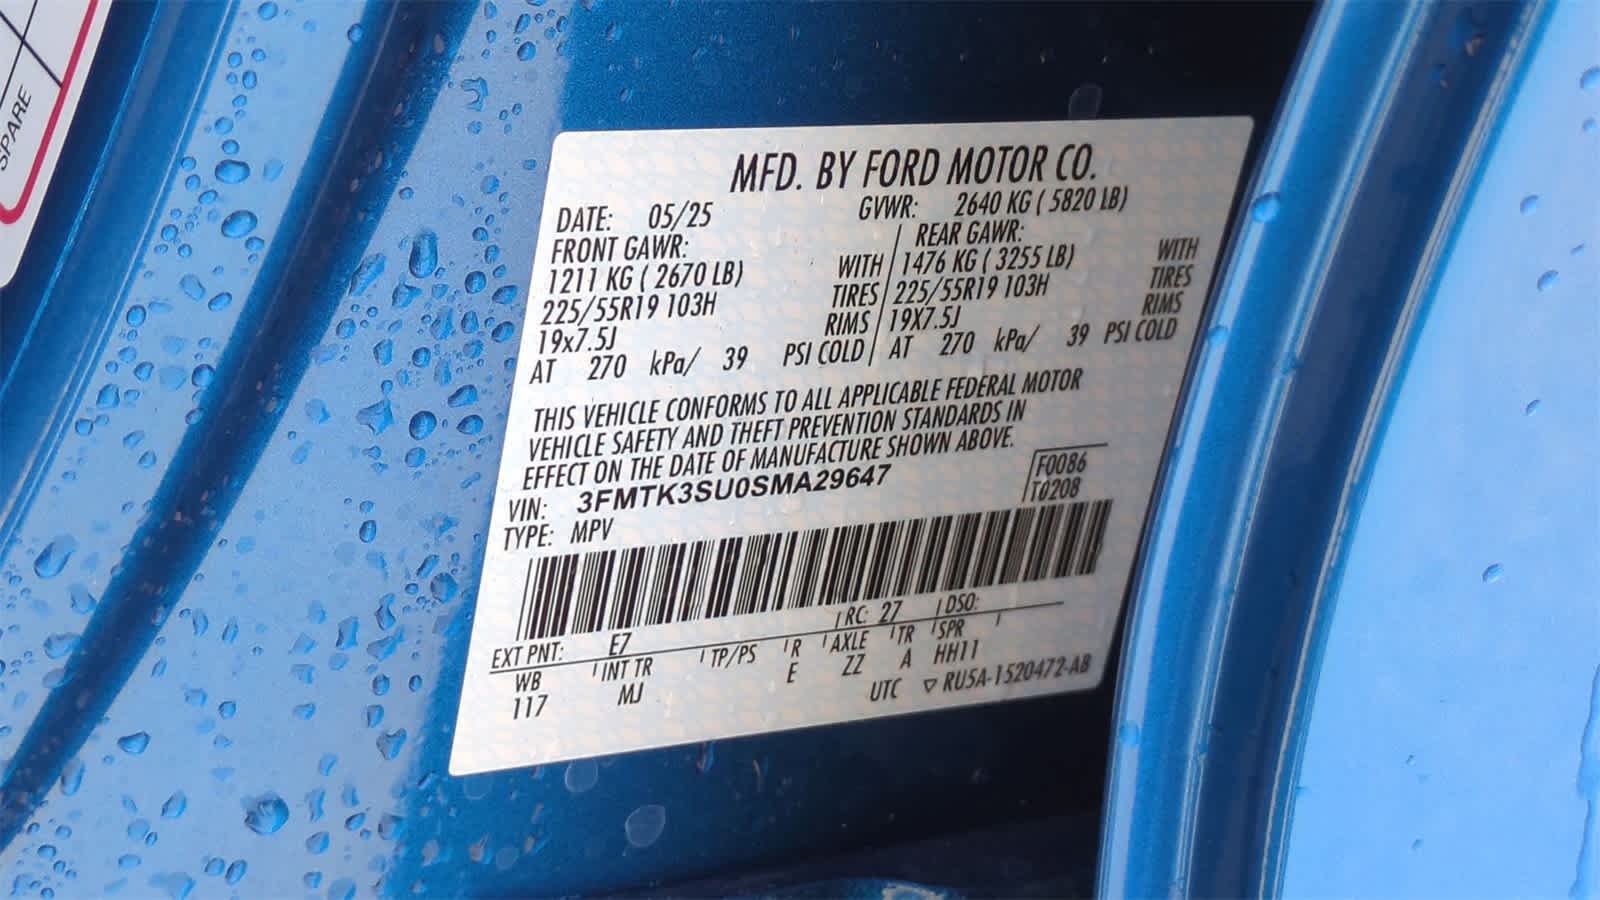 SPARE
MFD. BY FORD MOTOR CO.
DATE: 05/25 GVWR: 2640 KG ( 5820 LB)
FRONT GAWR: REAR GAWR:
1211 KG ( 2670 LB) WITH 1476 KG ( 3255 LB) WITH
225/55R19 103H TIRES 225/55R19 103H TIRES
19x7.5J RIMS 19X7.5J RIMS
AT 270 kPa/ 39 PSI COLD AT 270 kPa/ 39 PSI COLD
THIS VEHICLE CONFORMS TO ALL APPLICABLE FEDERAL MOTOR
VEHICLE SAFETY AND THEFT PREVENTION STANDARDS IN
EFFECT ON THE DATE OF MANUFACTURE SHOWN ABOVE.
VIN: 3FMTK3SU0SMA29647 F0086
TYPE: MPV T0208
EXT PNT: E7 RC: 27 DSO:
WB INT TR TP/PS R AXLE TR SPR
117 MJ E ZZ A HH11
UTC ▽ RU5A-1520472-AB